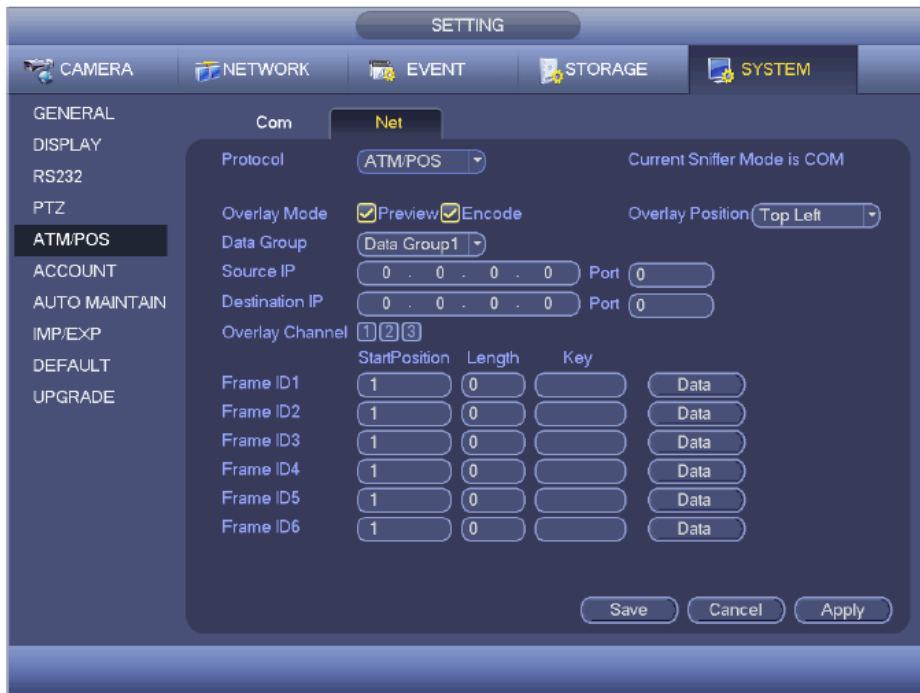 SETTING
CAMERA NETWORK EVENT STORAGE SYSTEM
GENERAL
DISPLAY
RS232
PTZ
ATM/POS
ACCOUNT
AUTO MAINTAIN
IMP/EXP
DEFAULT
UPGRADE
Com Net
Protocol ATM/POS Current Sniffer Mode is COM
Overlay Mode Preview Encode Overlay Position Top Left
Data Group Data Group1
Source IP 0 . 0 . 0 . 0 Port 0
Destination IP 0 . 0 . 0 . 0 Port 0
Overlay Channel 1 2 3
StartPosition Length Key
Frame ID1 1 0 Data
Frame ID2 1 0 Data
Frame ID3 1 0 Data
Frame ID4 1 0 Data
Frame ID5 1 0 Data
Frame ID6 1 0 Data
Save Cancel Apply